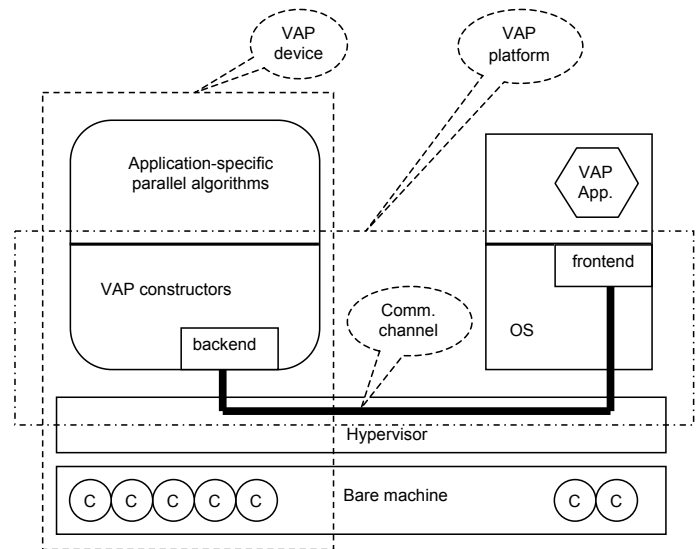 VAP
device
VAP
platform
Application-specific
parallel algorithms
VAP
App.
VAP constructors
frontend
Comm.
channel
backend
OS
Hypervisor
C C C C C
Bare machine
C C